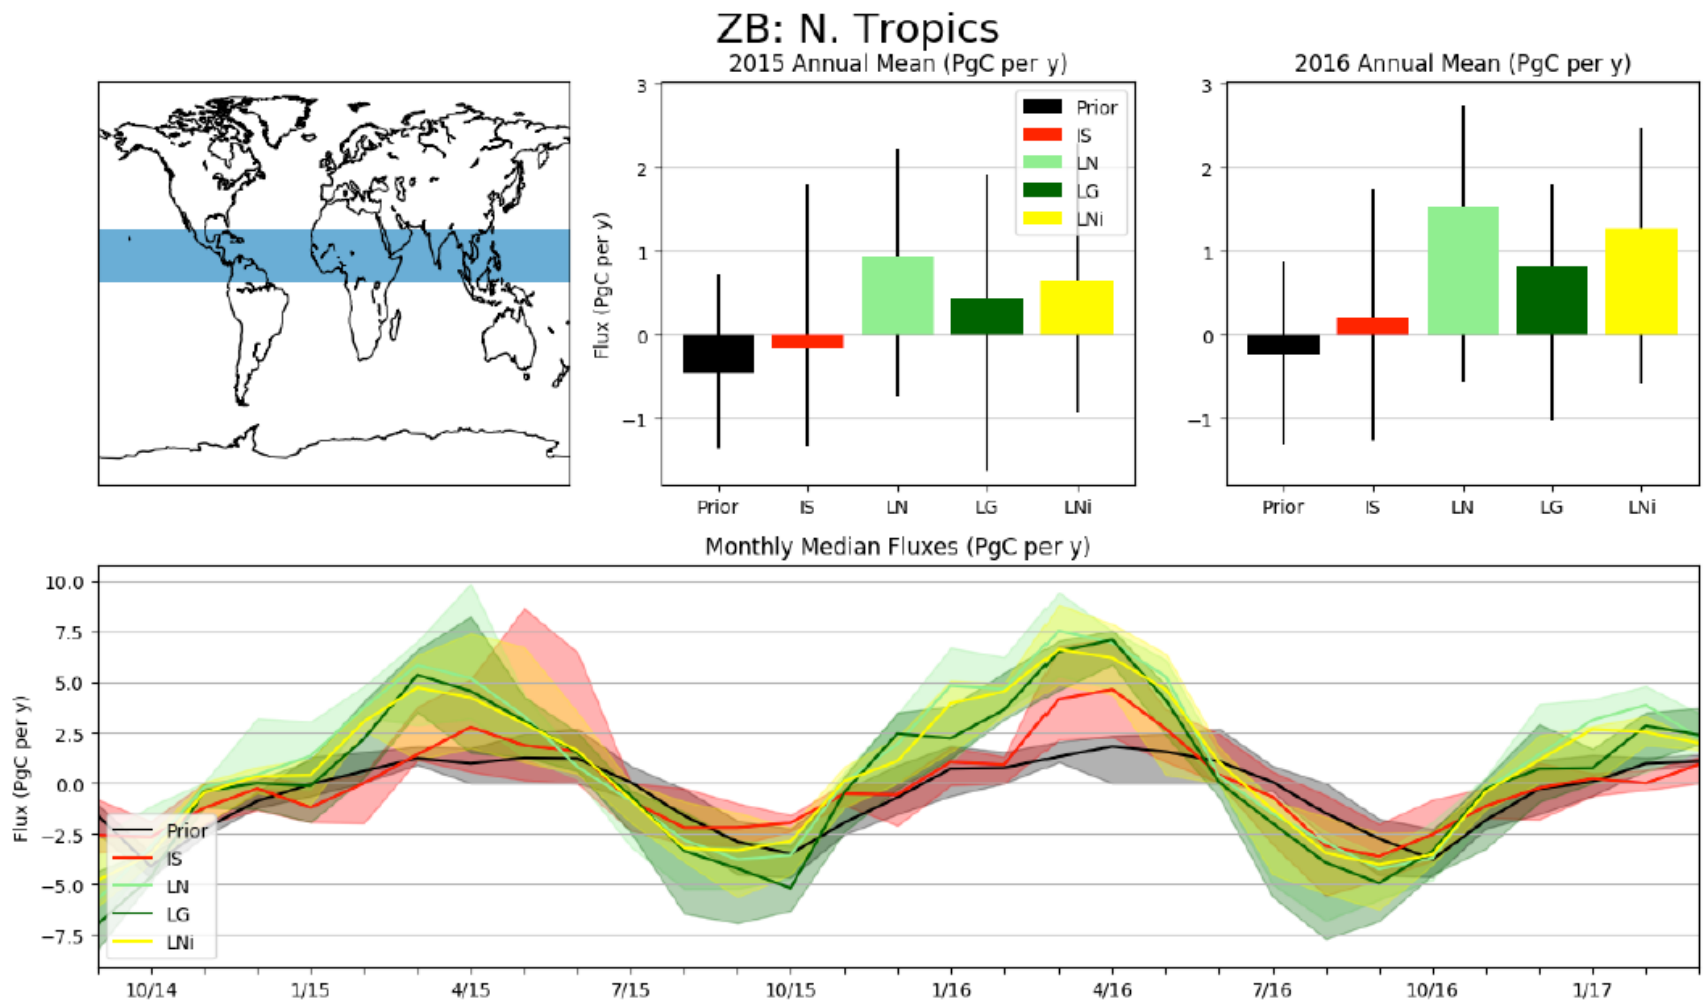 ZB: N. Tropics
2015 Annual Mean (PgC per y)
3
2
1
0
−1
Flux (PgC per y)
Prior
IS
LN
LG
LNi
Prior IS LN LG LNi
2016 Annual Mean (PgC per y)
3
2
1
0
−1
Prior IS LN LG LNi
Monthly Median Fluxes (PgC per y)
10.0
7.5
5.0
2.5
0.0
−2.5
−5.0
−7.5
Flux (PgC per y)
Prior
IS
LN
LG
LNi
10/14 1/15 4/15 7/15 10/15 1/16 4/16 7/16 10/16 1/17